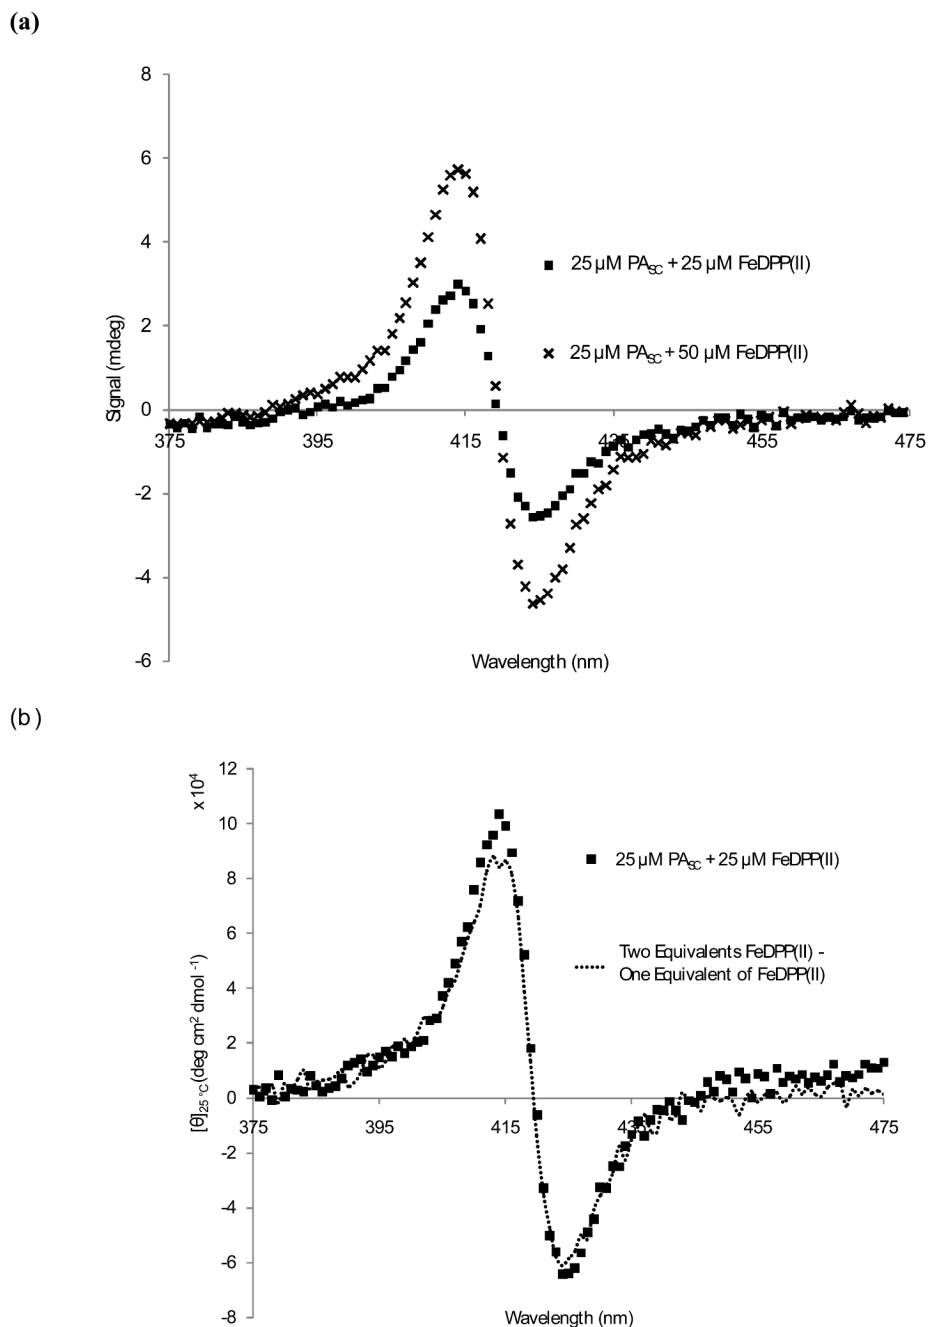 (a)
8
6
4
2
0
-2
-4
-6
375
395
415
435
455
475
Signal (mdeg)
Wavelength (nm)
25 µM PASC + 25 µM FeDPP(II)
25 µM PASC + 50 µM FeDPP(II)
(b)
12
10
8
6
4
2
0
-2
-4
-6
-8
x 10⁴
[θ]25 °C (deg cm² dmol⁻¹)
375
395
415
435
455
475
Wavelength (nm)
25 µM PASC + 25 µM FeDPP(II)
Two Equivalents FeDPP(II) -
One Equivalent of FeDPP(II)